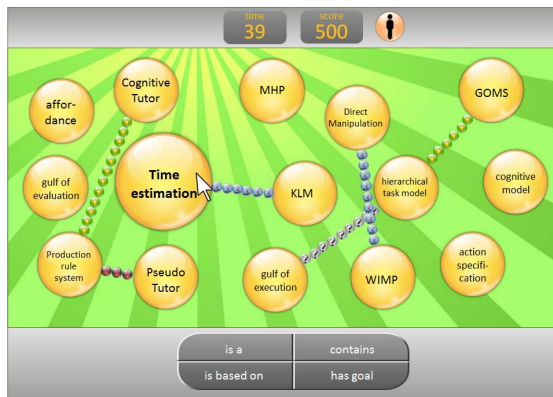 time
39
score
500
Cognitive
Tutor
MHP
GOMS
affor-
dance
Direct
Manipulation
Time
estimation
gulf of
evaluation
KLM
hierarchical
task model
cognitive
model
Production
rule
system
Pseudo
Tutor
gulf of
execution
WIMP
action
specifi-
cation
is a
contains
is based on
has goal